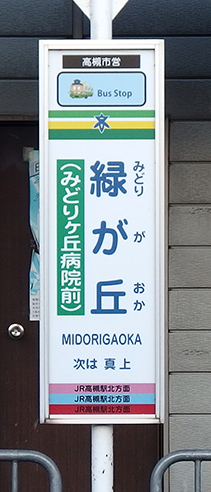 高槻市営
Bus Stop
緑が丘
みどり が おか
(みどりケ丘病院前)
MIDORIGAOKA
次は 真上
JR高槻駅北方面
JR高槻駅北方面
JR高槻駅北方面